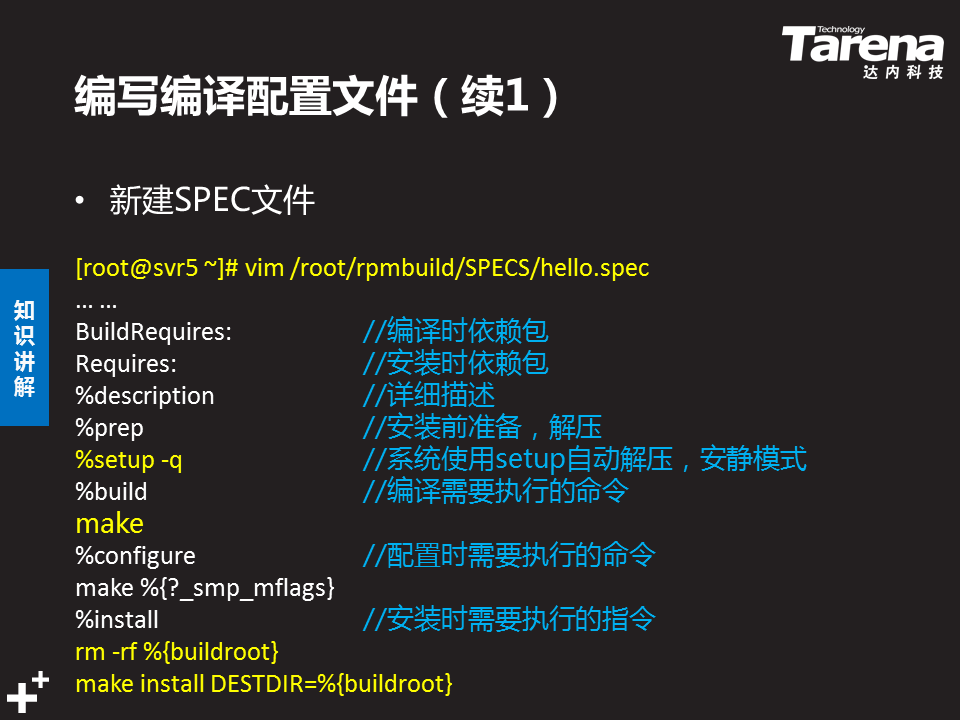 Technology
Tarena
达内科技
编写编译配置文件（续1）
• 新建SPEC文件
[root@svr5 ~]# vim /root/rpmbuild/SPECS/hello.spec
... ...
BuildRequires: //编译时依赖包
Requires: //安装时依赖包
%description //详细描述
%prep //安装前准备，解压
%setup -q //系统使用setup自动解压，安静模式
%build //编译需要执行的命令
make
%configure //配置时需要执行的命令
make %{?_smp_mflags}
%install //安装时需要执行的指令
rm -rf %{buildroot}
make install DESTDIR=%{buildroot}
知识讲解